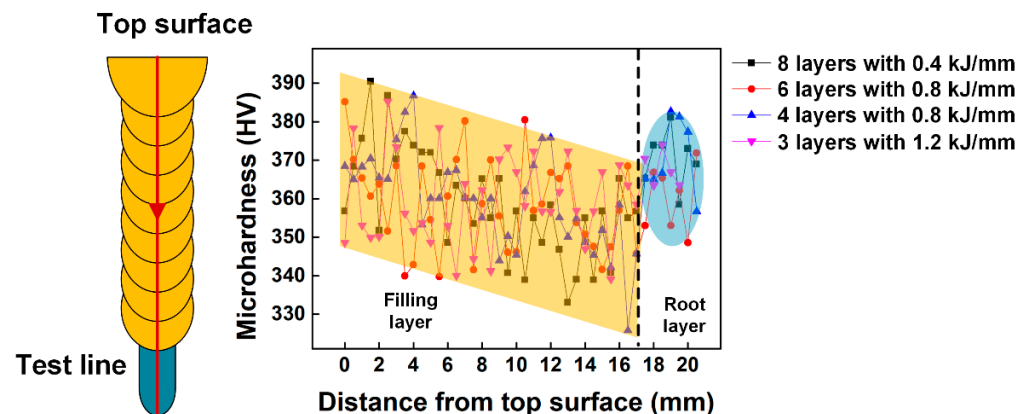 Top surface
Test line
Microhardness (HV)
390
380
370
360
350
340
330
Filling
layer
Root
layer
0 2 4 6 8 10 12 14 16 18 20
Distance from top surface (mm)
8 layers with 0.4 kJ/mm
6 layers with 0.8 kJ/mm
4 layers with 0.8 kJ/mm
3 layers with 1.2 kJ/mm